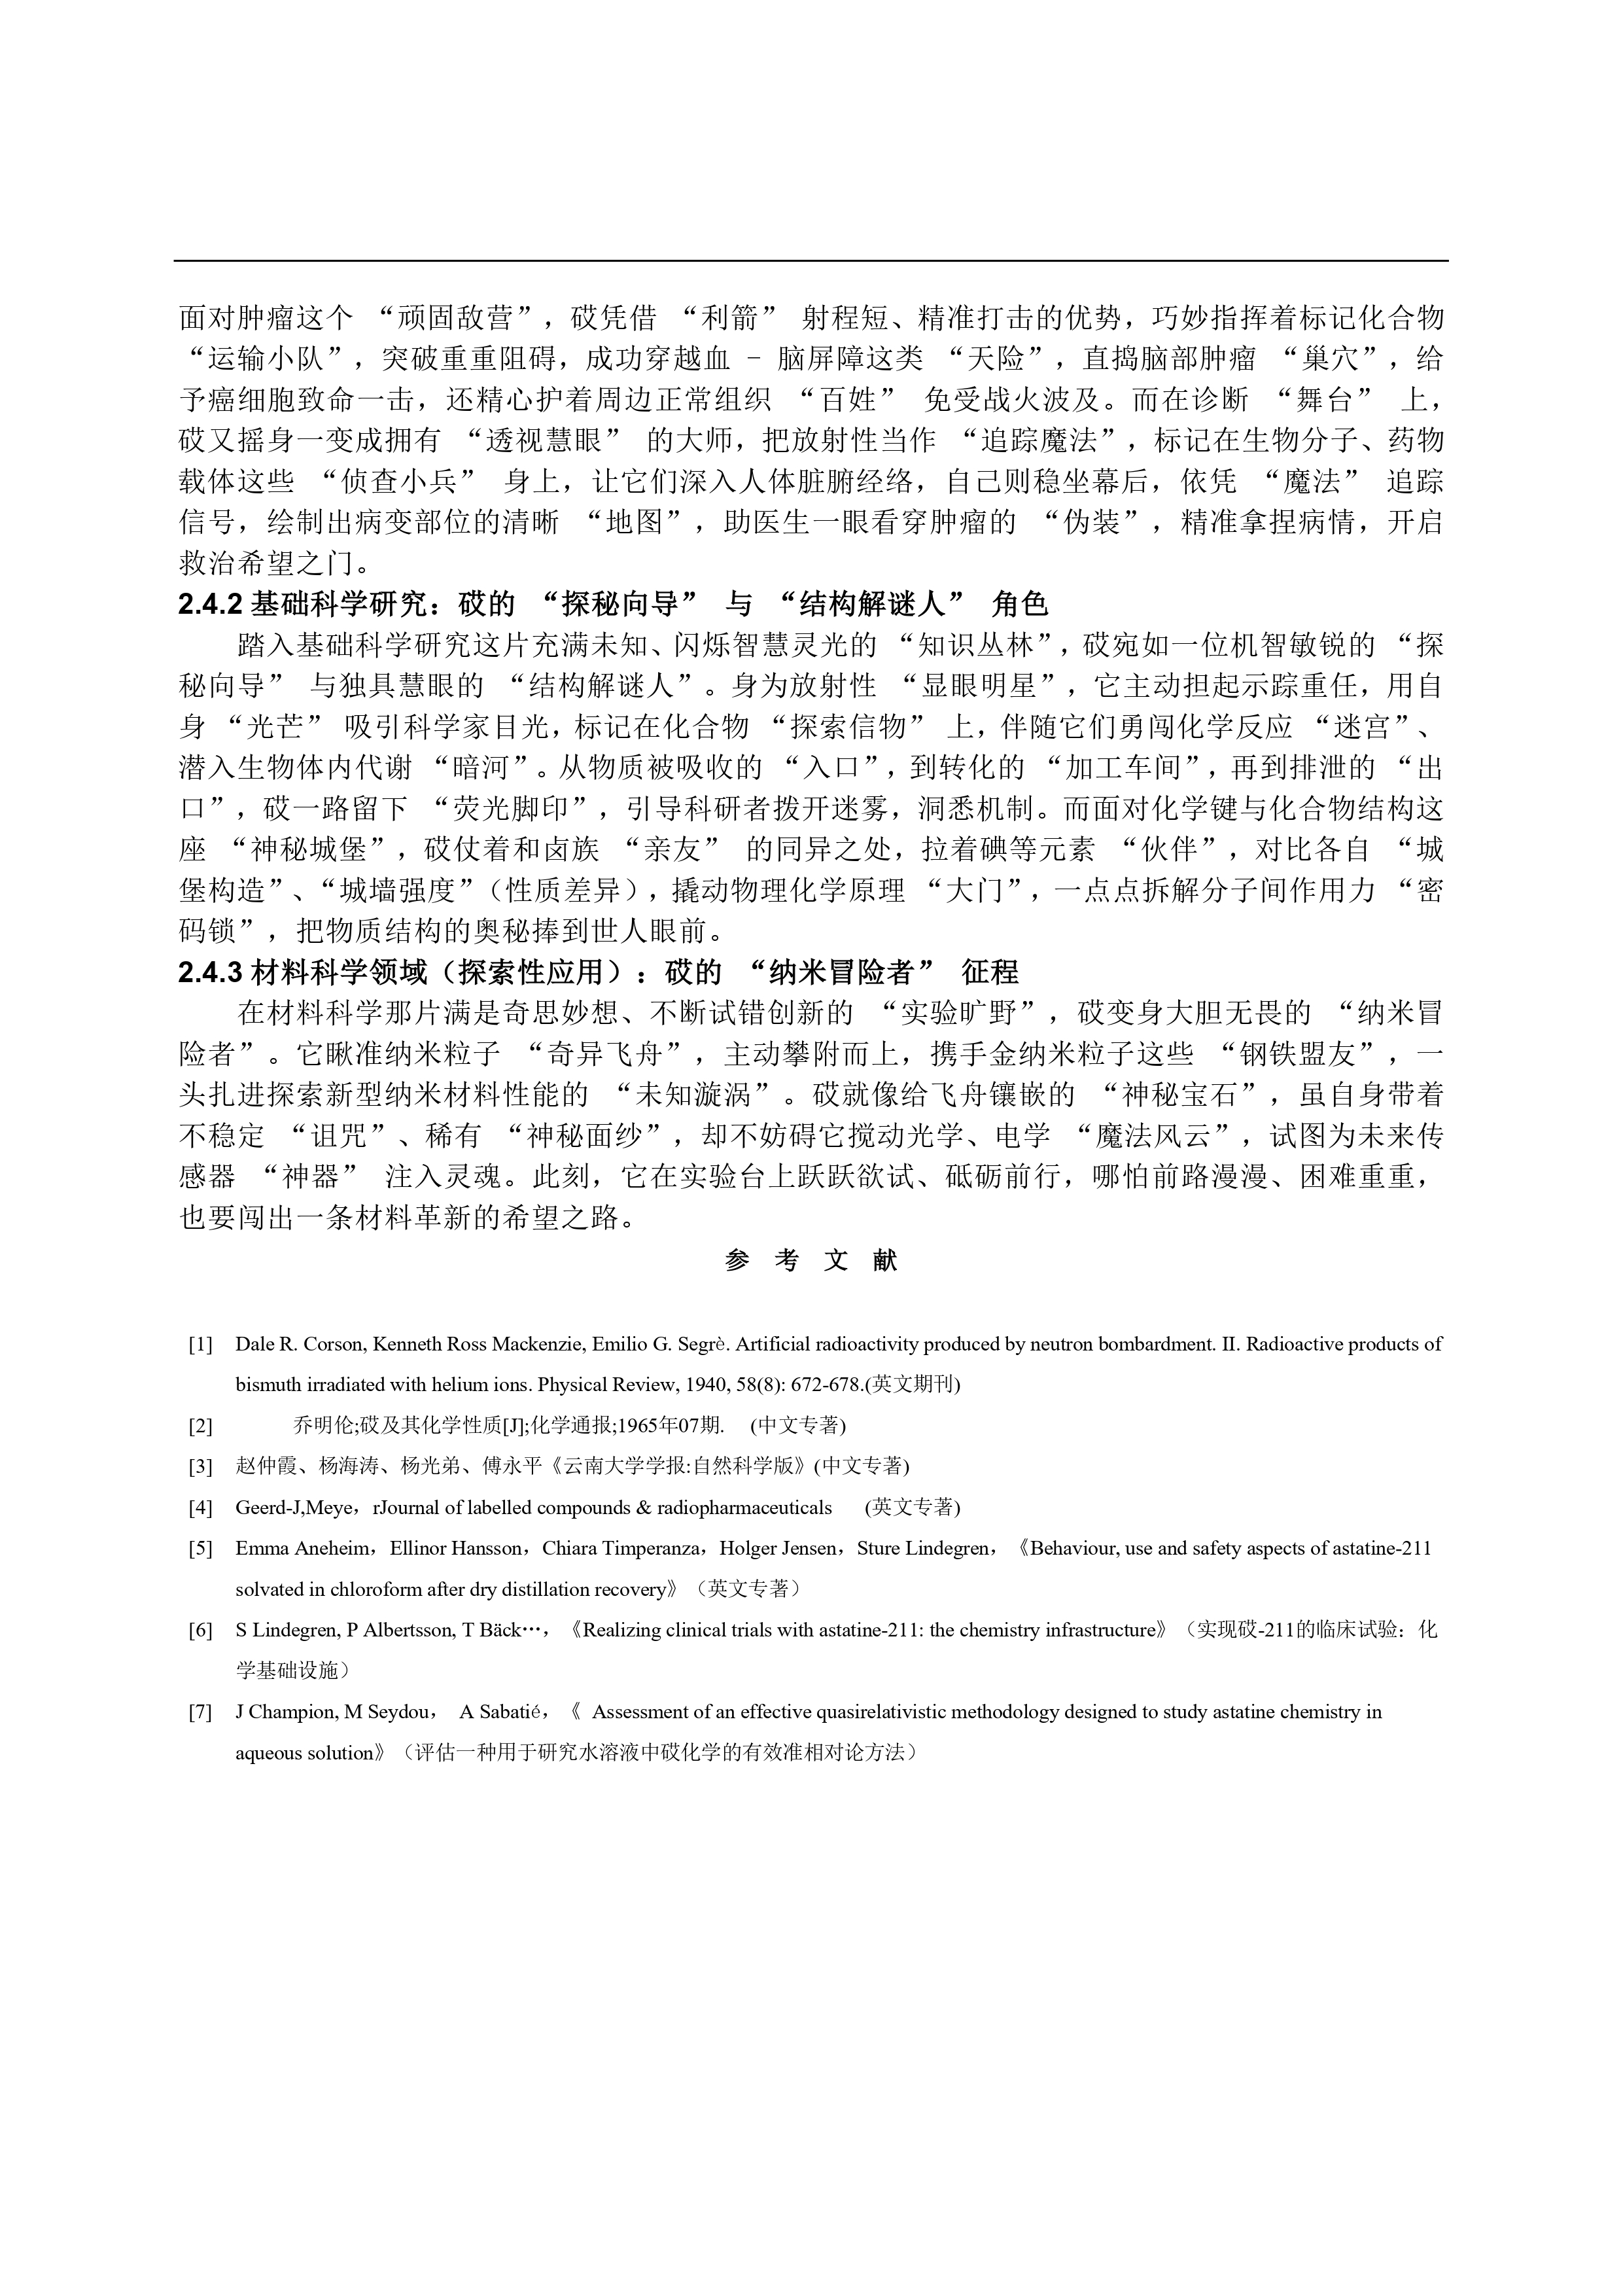 面对肿瘤这个 “顽固敌营”，砹凭借 “利箭” 射程短、精准打击的优势，巧妙指挥着标记化合物
“运输小队”，突破重重阻碍，成功穿越血 - 脑屏障这类 “天险”，直捣脑部肿瘤 “巢穴”，给
予癌细胞致命一击，还精心护着周边正常组织 “百姓” 免受战火波及。而在诊断 “舞台” 上，
砹又摇身一变成拥有 “透视慧眼” 的大师，把放射性当作 “追踪魔法”，标记在生物分子、药物
载体这些 “侦查小兵” 身上，让它们深入人体脏腑经络，自己则稳坐幕后，依凭 “魔法” 追踪
信号，绘制出病变部位的清晰 “地图”，助医生一眼看穿肿瘤的 “伪装”，精准拿捏病情，开启
救治希望之门。
2.4.2 基础科学研究：砹的 “探秘向导” 与 “结构解谜人” 角色
踏入基础科学研究这片充满未知、闪烁智慧灵光的 “知识丛林”，砹宛如一位机智敏锐的 “探
秘向导” 与独具慧眼的 “结构解谜人”。身为放射性 “显眼明星”，它主动担起示踪重任，用自
身 “光芒” 吸引科学家目光，标记在化合物 “探索信物” 上，伴随它们勇闯化学反应 “迷宫”、
潜入生物体内代谢 “暗河”。从物质被吸收的 “入口”，到转化的 “加工车间”，再到排泄的 “出
口”，砹一路留下 “荧光脚印”，引导科研者拨开迷雾，洞悉机制。而面对化学键与化合物结构这
座 “神秘城堡”，砹仗着和卤族 “亲友” 的同异之处，拉着碘等元素 “伙伴”，对比各自 “城
堡构造”、“城墙强度”（性质差异），撬动物理化学原理 “大门”，一点点拆解分子间作用力 “密
码锁”，把物质结构的奥秘捧到世人眼前。
2.4.3 材料科学领域（探索性应用）：砹的 “纳米冒险者” 征程
在材料科学那片满是奇思妙想、不断试错创新的 “实验旷野”，砹变身大胆无畏的 “纳米冒
险者”。它瞅准纳米粒子 “奇异飞舟”，主动攀附而上，携手金纳米粒子这些 “钢铁盟友”，一
头扎进探索新型纳米材料性能的 “未知漩涡”。砹就像给飞舟镶嵌的 “神秘宝石”，虽自身带着
不稳定 “诅咒”、稀有 “神秘面纱”，却不妨碍它搅动光学、电学 “魔法风云”，试图为未来传
感器 “神器” 注入灵魂。此刻，它在实验台上跃跃欲试、砥砺前行，哪怕前路漫漫、困难重重，
也要闯出一条材料革新的希望之路。
参 考 文 献
[1] Dale R. Corson, Kenneth Ross Mackenzie, Emilio G. Segrè. Artificial radioactivity produced by neutron bombardment. II. Radioactive products of
bismuth irradiated with helium ions. Physical Review, 1940, 58(8): 672-678.(英文期刊)
[2] 乔明伦;砹及其化学性质[J];化学通报;1965年07期. (中文专著)
[3] 赵仲霞、杨海涛、杨光弟、傅永平《云南大学学报:自然科学版》(中文专著)
[4] Geerd-J,Meye，rJournal of labelled compounds & radiopharmaceuticals (英文专著)
[5] Emma Aneheim，Ellinor Hansson，Chiara Timperanza，Holger Jensen，Sture Lindegren，《Behaviour, use and safety aspects of astatine-211
solvated in chloroform after dry distillation recovery》（英文专著）
[6] S Lindegren, P Albertsson, T Bäck…，《Realizing clinical trials with astatine-211: the chemistry infrastructure》（实现砹-211的临床试验：化
学基础设施）
[7] J Champion, M Seydou， A Sabatié，《 Assessment of an effective quasirelativistic methodology designed to study astatine chemistry in
aqueous solution》（评估一种用于研究水溶液中砹化学的有效准相对论方法）